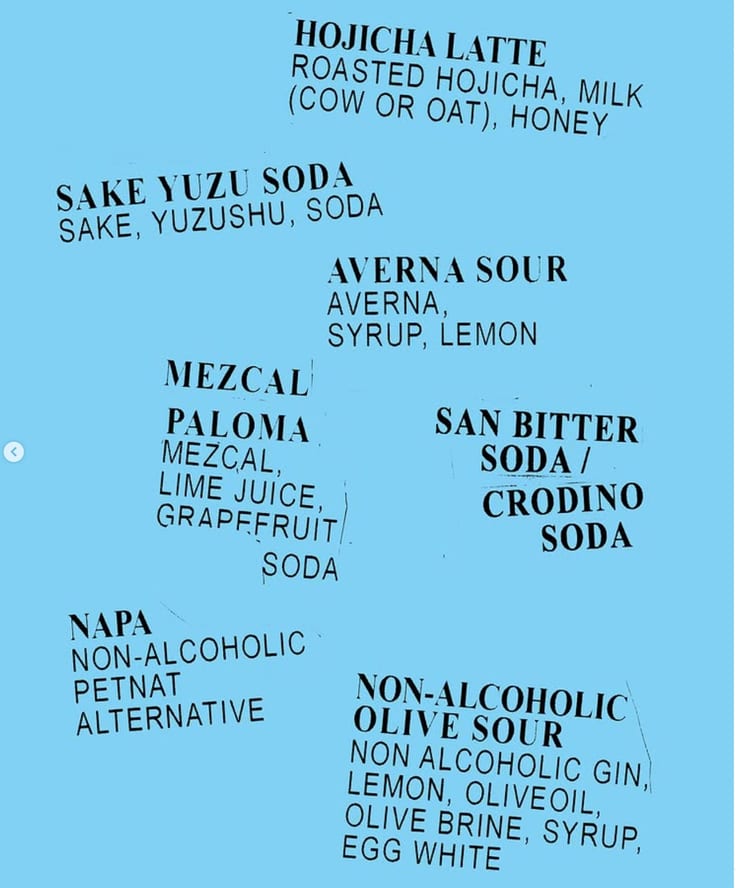 HOJICHA LATTE
ROASTED HOJICHA, MILK
(COW OR OAT), HONEY
SAKE YUZU SODA
SAKE, YUZUSHU, SODA
AVERNA SOUR
AVERNA,
SYRUP, LEMON
MEZCAL
PALOMA
MEZCAL,
LIME JUICE,
GRAPEFRUIT
SODA
SAN BITTER
SODA /
CRODINO
SODA
NAPA
NON-ALCOHOLIC
PETNAT
ALTERNATIVE
NON-ALCOHOLIC
OLIVE SOUR
NON ALCOHOLIC GIN,
LEMON, OLIVEOIL,
OLIVE BRINE, SYRUP,
EGG WHITE